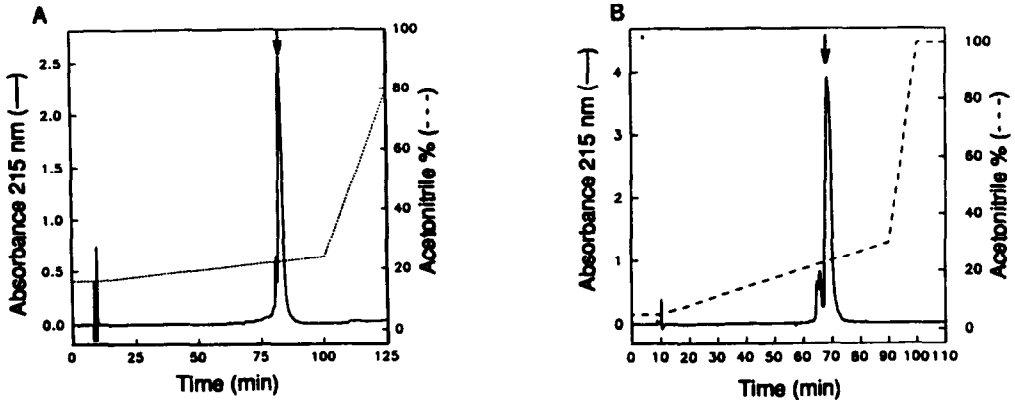 A
Absorbance 215 nm (—)
2.5
2.0
1.5
1.0
0.5
0.0
0 25 50 75 100 125
Time (min)
100
80
60
40
20
0
Acetonitrile % (- - -)
B
Absorbance 215 nm (—)
4
3
2
1
0
0 10 20 30 40 50 60 70 80 90 100 110
Time (min)
100
80
60
40
20
0
Acetonitrile % (- - -)